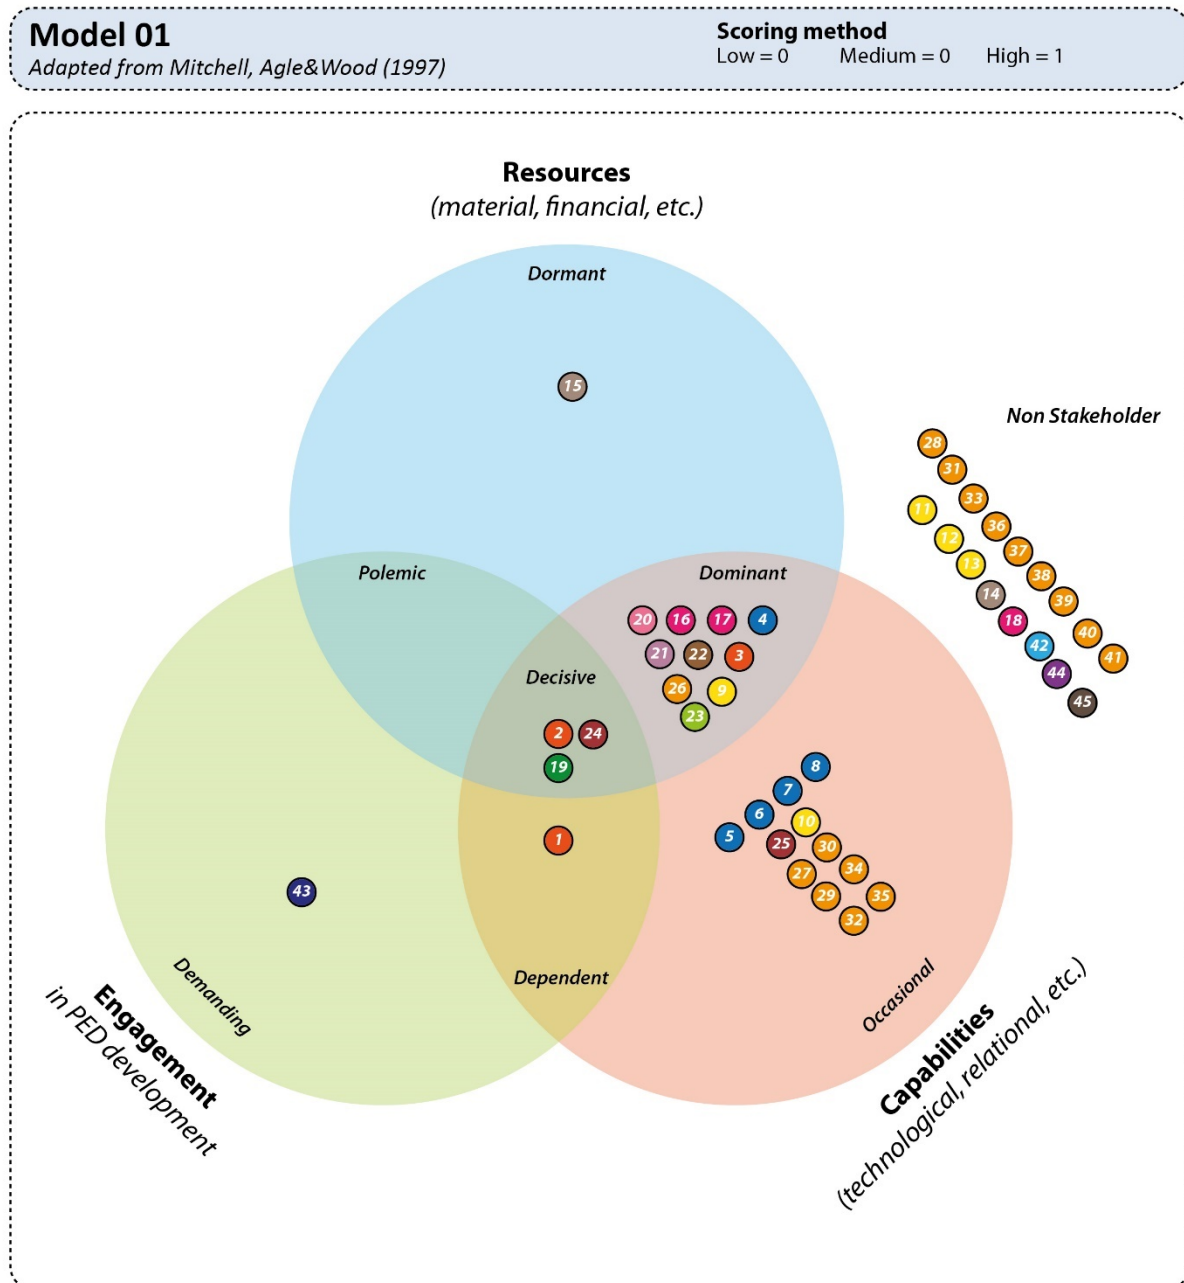 Model 01
Adapted from Mitchell, Agle&Wood (1997)
Scoring method
Low = 0 Medium = 0 High = 1
Resources
(material, financial, etc.)
Dormant
15
Non Stakeholder
28
31
33
36
37
38
39
40
41
11
12
13
14
18
42
44
45
Polemic
Dominant
20 16 17 4
21 22 3
26 9
23
Decisive
2 24
19
1
8
7
6
5
10
25
30
27
34
29
35
32
43
Demanding
Dependent
Occasional
Engagement
in PED development
Capabilities
(technological, relational, etc.)